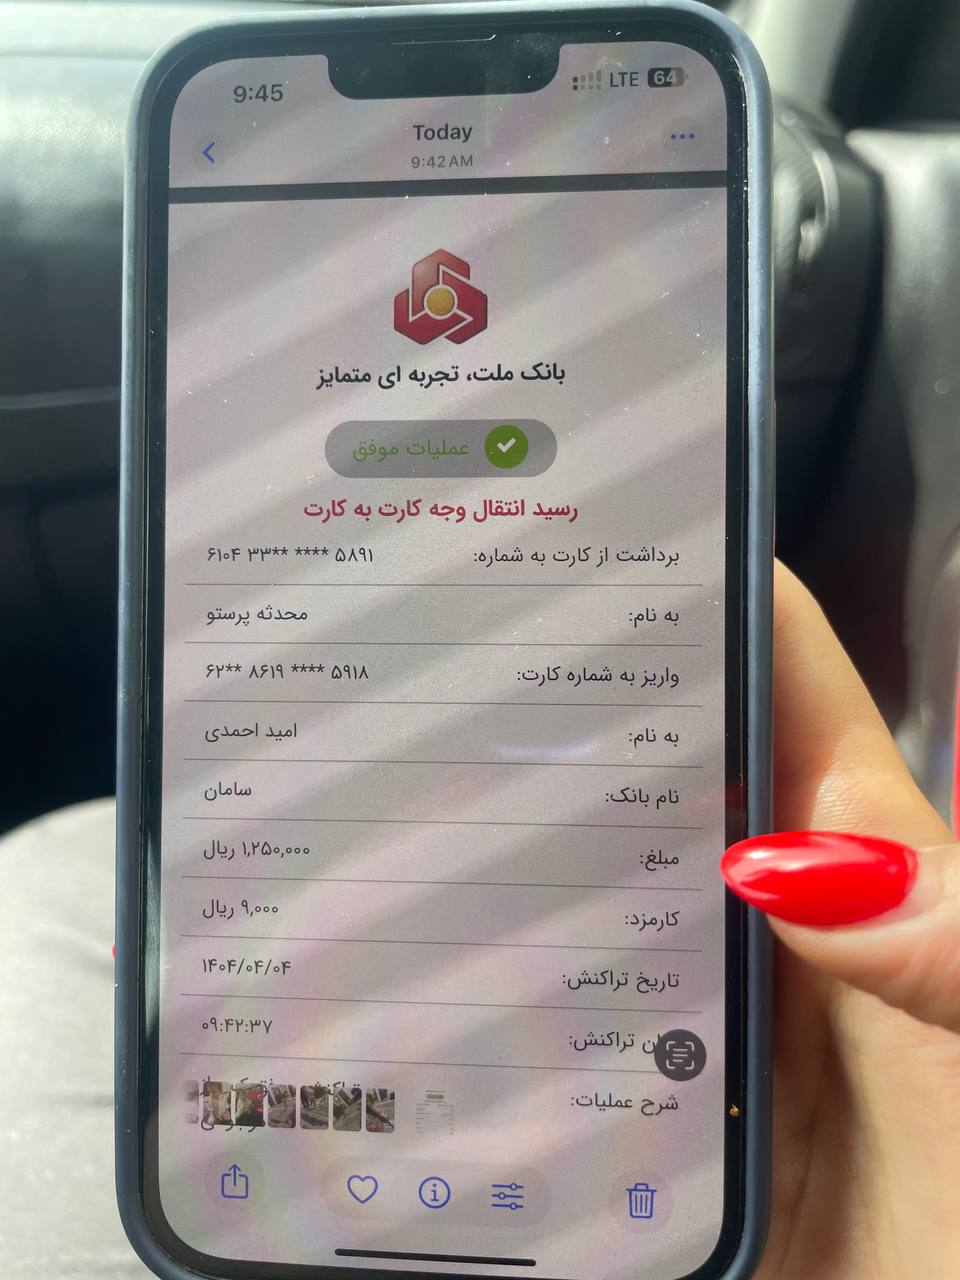 9:45 LTE 64
Today
9:42 AM
بانک ملت، تجربه ای متمایز
عملیات موفق
رسید انتقال وجه کارت به کارت
برداشت از کارت به شماره: ۶۱۰۴ ۳۳** **** ۵۸۹۱
به نام: محدثه پرستو
واریز به شماره کارت: ۶۲** ۸۶۱۹ **** ۵۹۱۸
به نام: امید احمدی
نام بانک: سامان
مبلغ: ۱,۲۵۰,۰۰۰ ریال
کارمزد: ۹,۰۰۰ ریال
تاریخ تراکنش: ۱۴۰۴/۰۴/۰۴
تراکنش: ۰۹:۴۲:۳۷
شرح عملیات: